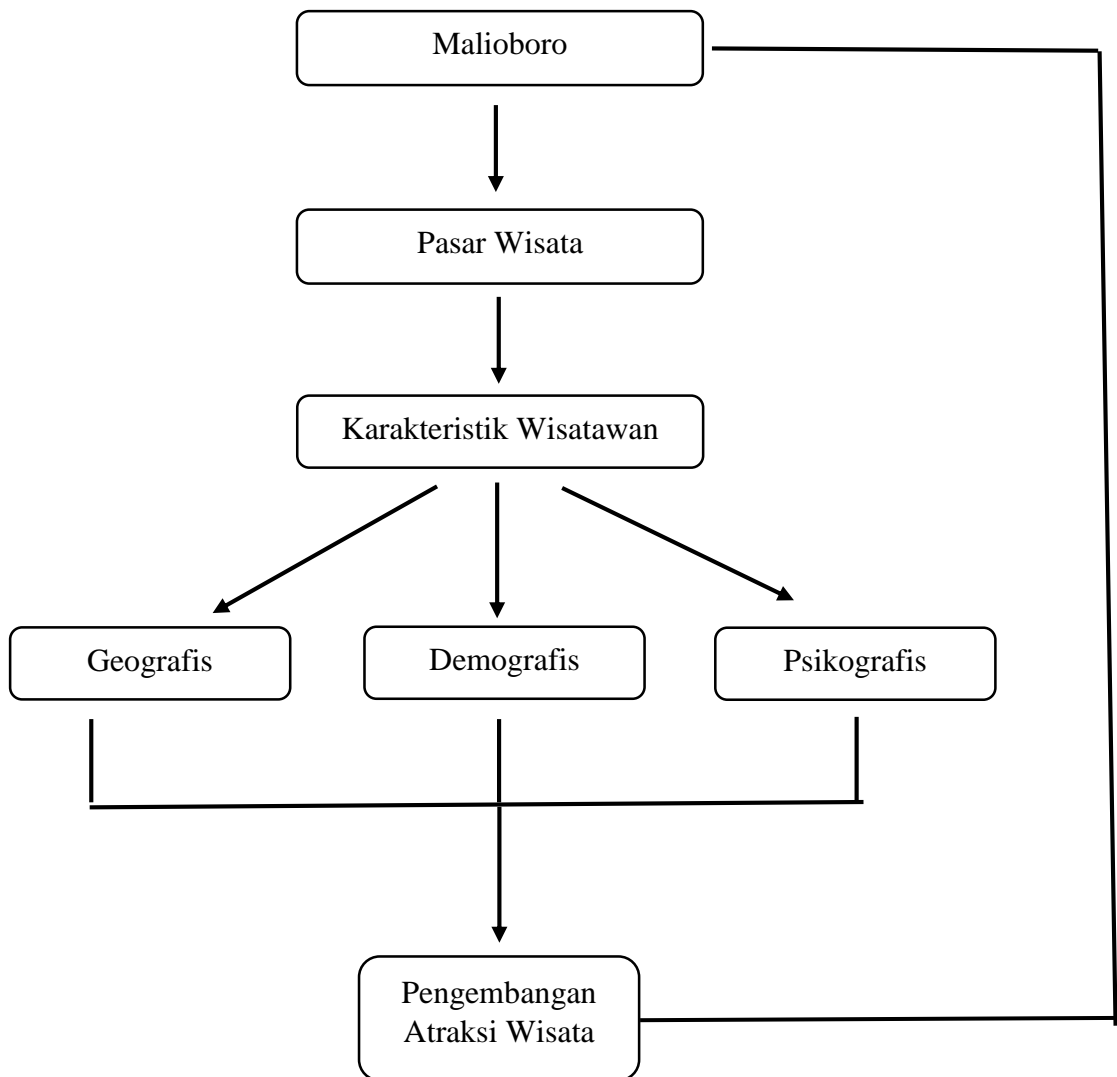 Malioboro
Pasar Wisata
Karakteristik Wisatawan
Geografis
Demografis
Psikografis
Pengembangan
Atraksi Wisata